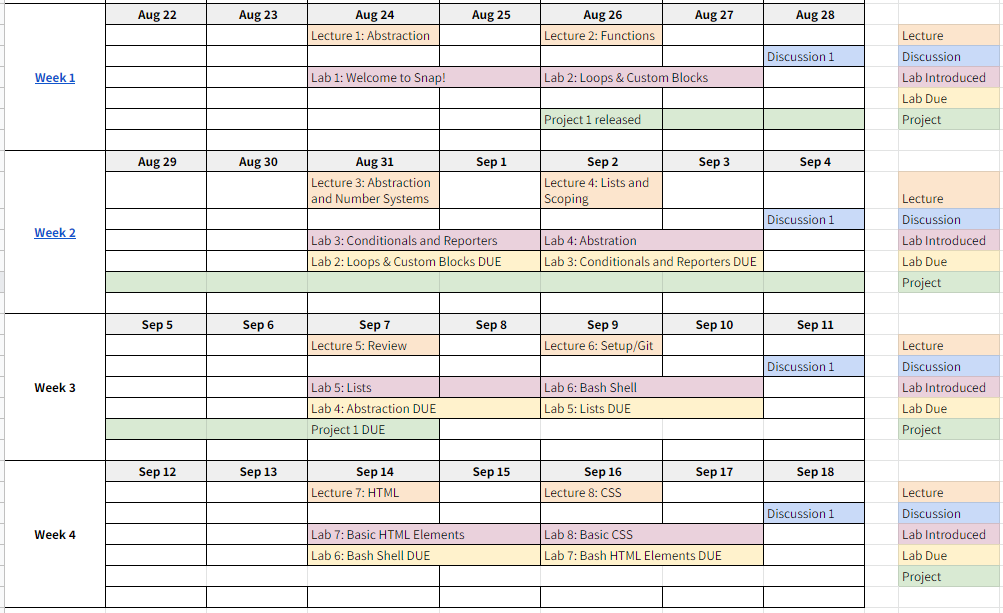 Aug 22 Aug 23 Aug 24 Aug 25 Aug 26 Aug 27 Aug 28
Lecture 1: Abstraction Lecture 2: Functions Lecture
Discussion 1 Discussion
Week 1 Lab 1: Welcome to Snap! Lab 2: Loops & Custom Blocks Lab Introduced
Lab Due
Project 1 released Project
Aug 29 Aug 30 Aug 31 Sep 1 Sep 2 Sep 3 Sep 4
Lecture 3: Abstraction Lecture 4: Lists and
and Number Systems Scoping Lecture
Discussion 1 Discussion
Week 2 Lab 3: Conditionals and Reporters Lab 4: Abstration Lab Introduced
Lab 2: Loops & Custom Blocks DUE Lab 3: Conditionals and Reporters DUE Lab Due
Project
Sep 5 Sep 6 Sep 7 Sep 8 Sep 9 Sep 10 Sep 11
Lecture 5: Review Lecture 6: Setup/Git Lecture
Discussion 1 Discussion
Week 3 Lab 5: Lists Lab 6: Bash Shell Lab Introduced
Lab 4: Abstraction DUE Lab 5: Lists DUE Lab Due
Project 1 DUE Project
Sep 12 Sep 13 Sep 14 Sep 15 Sep 16 Sep 17 Sep 18
Lecture 7: HTML Lecture 8: CSS Lecture
Discussion 1 Discussion
Week 4 Lab 7: Basic HTML Elements Lab 8: Basic CSS Lab Introduced
Lab 6: Bash Shell DUE Lab 7: Bash HTML Elements DUE Lab Due
Project